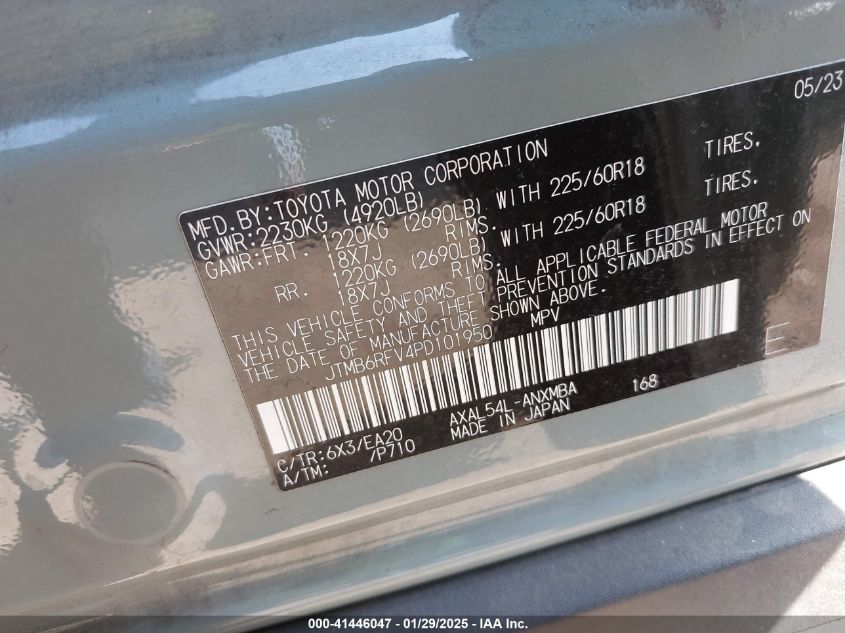 05/23
MFD. BY: TOYOTA MOTOR CORPORATION
GVWR: 2230KG (4920LB)
GAWR: FRT. 1220KG (2690LB) WITH 225/60R18 TIRES.
18X7J RIMS.
RR. 1220KG (2690LB) WITH 225/60R18 TIRES.
18X7J RIMS.
THIS VEHICLE CONFORMS TO ALL APPLICABLE FEDERAL MOTOR
VEHICLE SAFETY AND THEFT PREVENTION STANDARDS IN EFFECT ON
THE DATE OF MANUFACTURE SHOWN ABOVE.
JTMB6RFV4PD101950 MPV
E
C/TR: 6X3/EA20 AXAL54L-ANXMBA 168
A/TM: /P710 MADE IN JAPAN
000-41446047 | 01/29/2025 - IAA Inc.